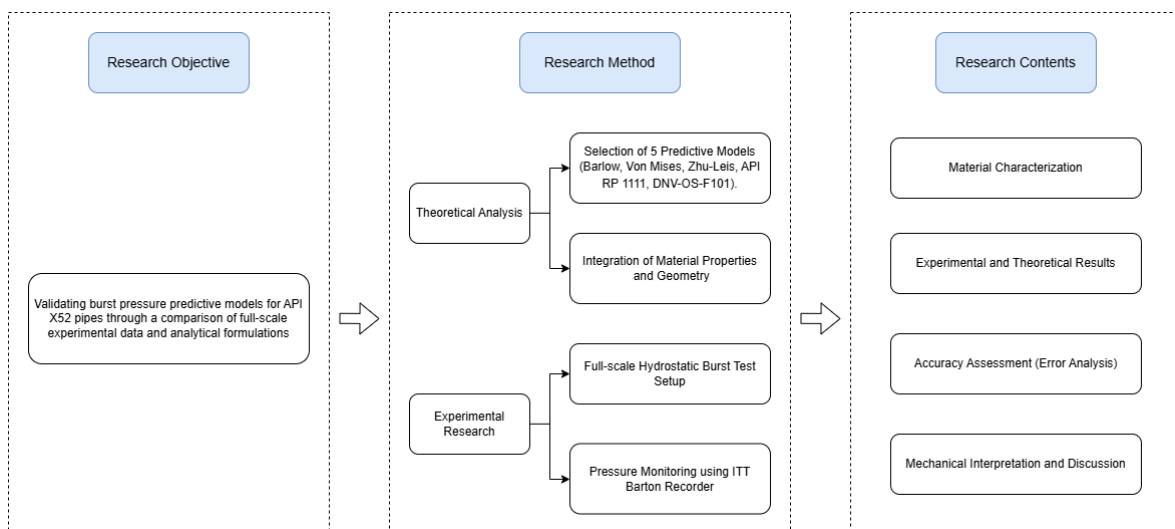 Research Objective
Validating burst pressure predictive models for API
X52 pipes through a comparison of full-scale
experimental data and analytical formulations
Research Method
Theoretical Analysis
Selection of 5 Predictive Models
(Barlow, Von Mises, Zhu-Leis, API
RP 1111, DNV-OS-F101).
Integration of Material Properties
and Geometry
Experimental
Research
Full-scale Hydrostatic Burst Test
Setup
Pressure Monitoring using ITT
Barton Recorder
Research Contents
Material Characterization
Experimental and Theoretical Results
Accuracy Assessment (Error Analysis)
Mechanical Interpretation and Discussion